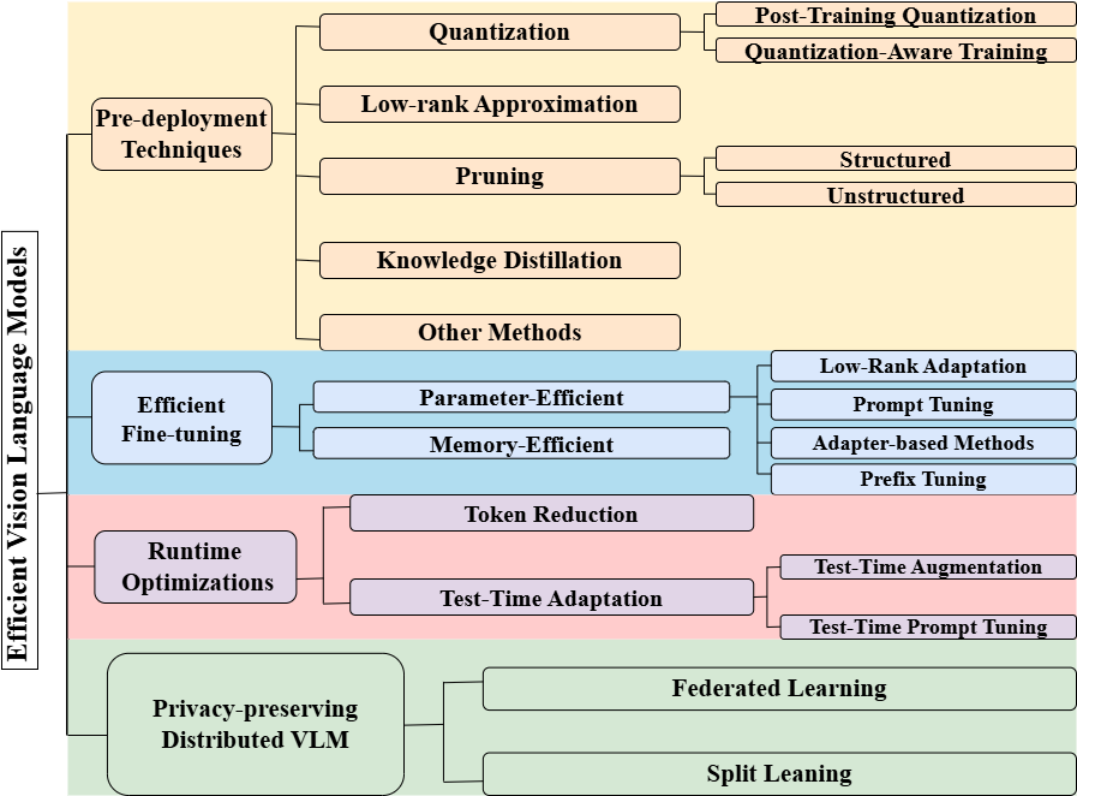 Efficient Vision Language Models
Pre-deployment
Techniques
Quantization
Post-Training Quantization
Quantization-Aware Training
Low-rank Approximation
Pruning
Structured
Unstructured
Knowledge Distillation
Other Methods
Efficient
Fine-tuning
Parameter-Efficient
Low-Rank Adaptation
Prompt Tuning
Adapter-based Methods
Prefix Tuning
Memory-Efficient
Runtime
Optimizations
Token Reduction
Test-Time Adaptation
Test-Time Augmentation
Test-Time Prompt Tuning
Privacy-preserving
Distributed VLM
Federated Learning
Split Leaning